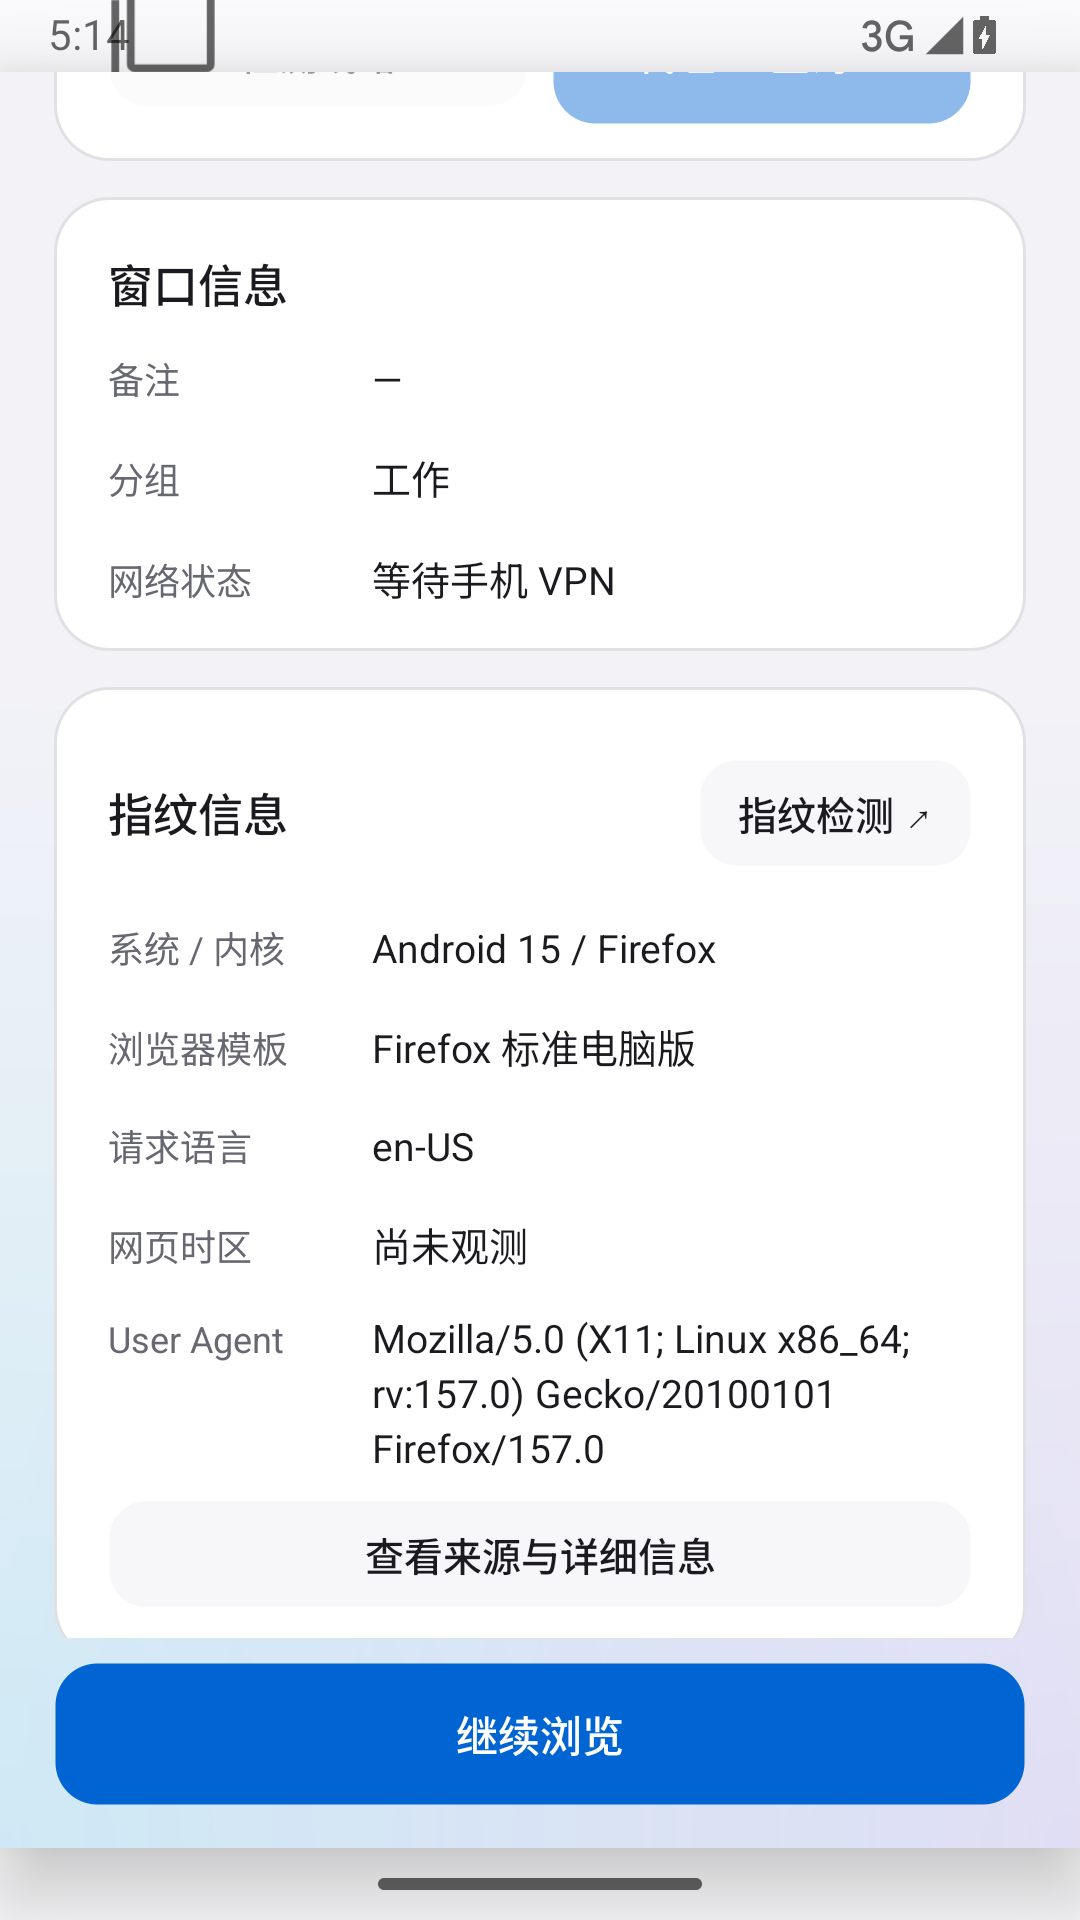 5:14
3G
窗口信息
备注 —
分组 工作
网络状态 等待手机 VPN
指纹信息
指纹检测 ↗
系统 / 内核 Android 15 / Firefox
浏览器模板 Firefox 标准电脑版
请求语言 en-US
网页时区 尚未观测
User Agent Mozilla/5.0 (X11; Linux x86_64;
rv:157.0) Gecko/20100101
Firefox/157.0
查看来源与详细信息
继续浏览